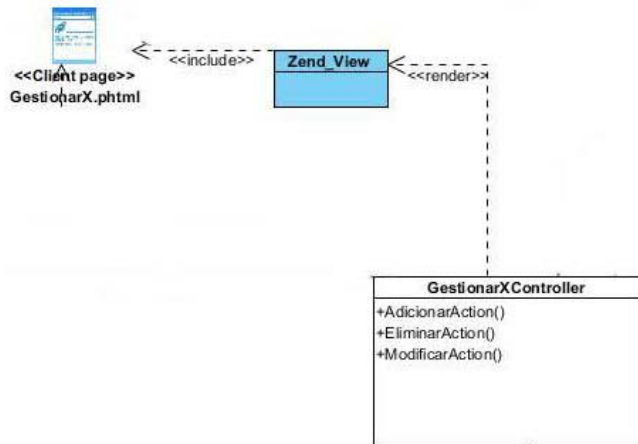 <<include>>
Zend_View
<<render>>
<<Client page>>
GestionarX.phtml
GestionarXController
+AdicionarAction()
+EliminarAction()
+ModificarAction()